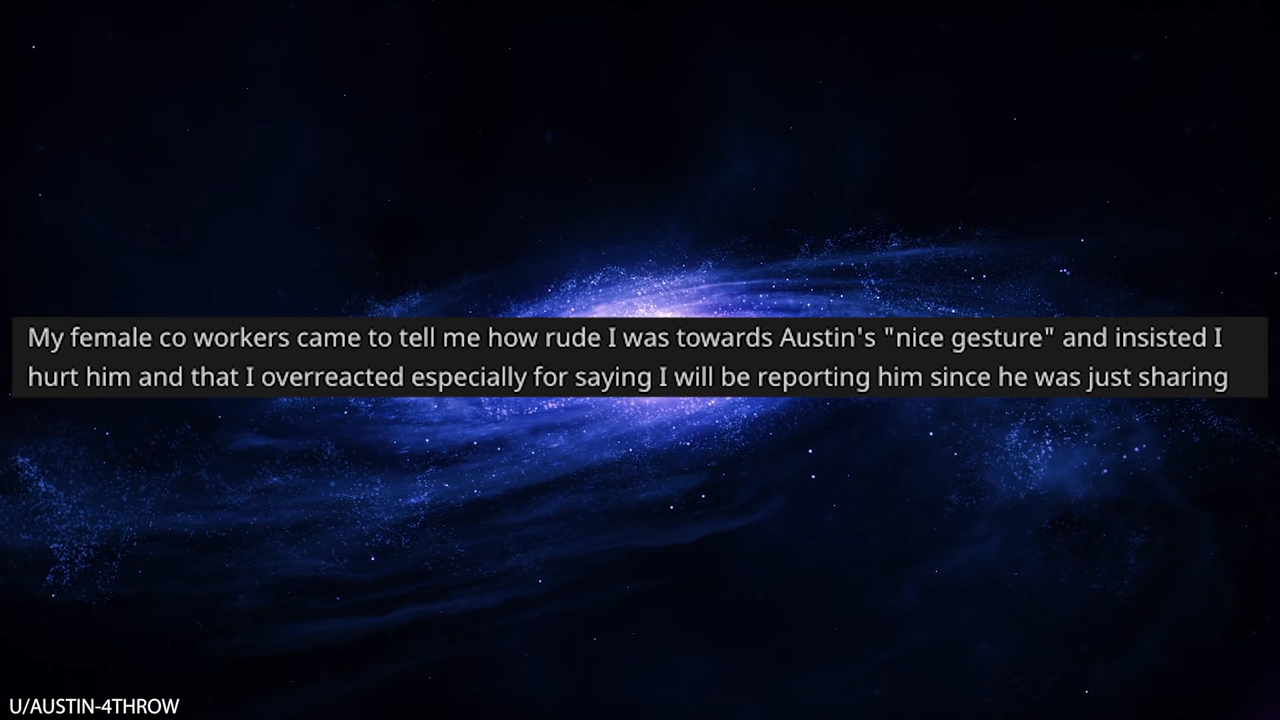 My female co workers came to tell me how rude I was towards Austin's "nice gesture" and insisted I
hurt him and that I overreacted especially for saying I will be reporting him since he was just sharing
U/AUSTIN-4THROW